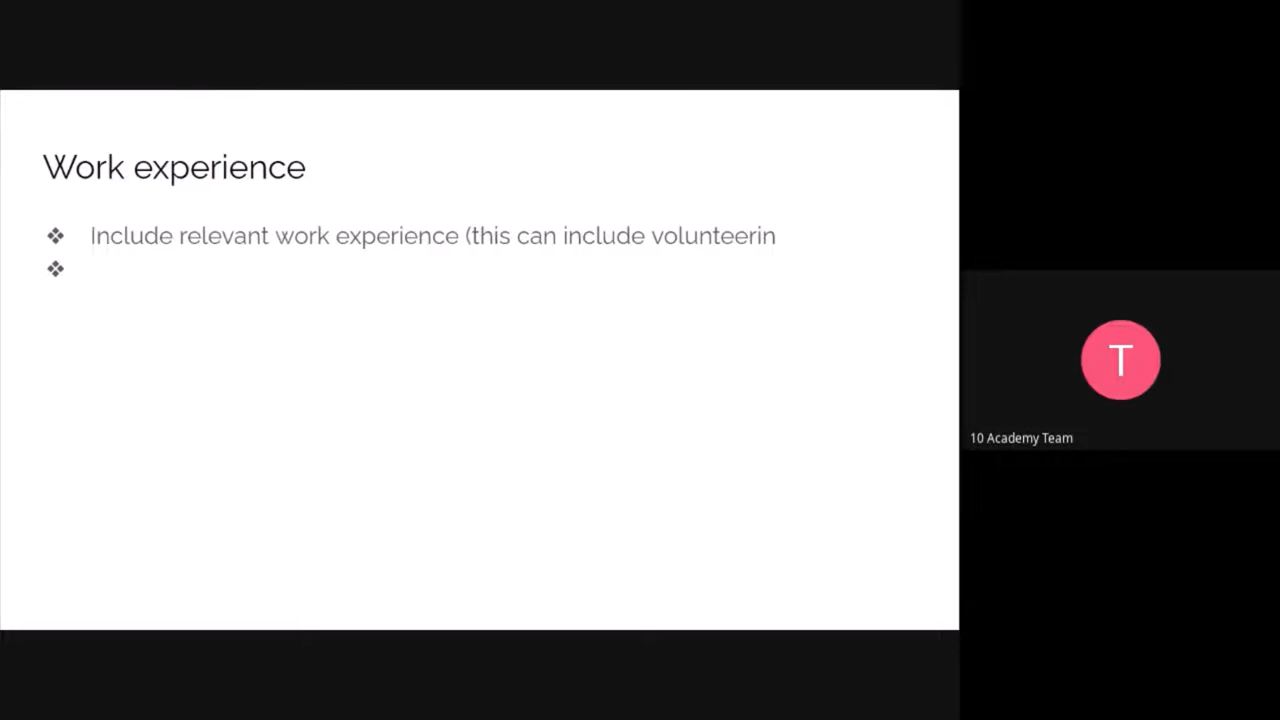 Work experience
❖ Include relevant work experience (this can include volunteerin
❖
T
10 Academy Team